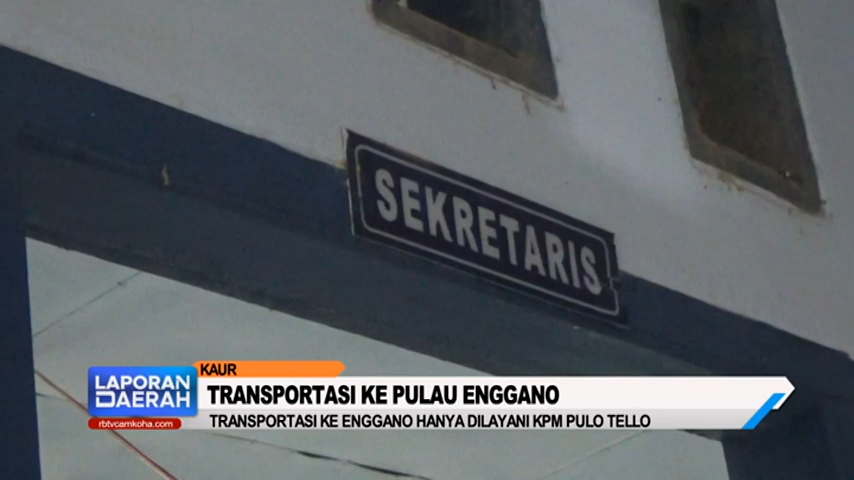 SEKRETARIS
KAUR
LAPORAN
DAERAH
TRANSPORTASI KE PULAU ENGGANO
rbtvcamkoha.com
TRANSPORTASI KE ENGGANO HANYA DILAYANI KPM PULO TELLO